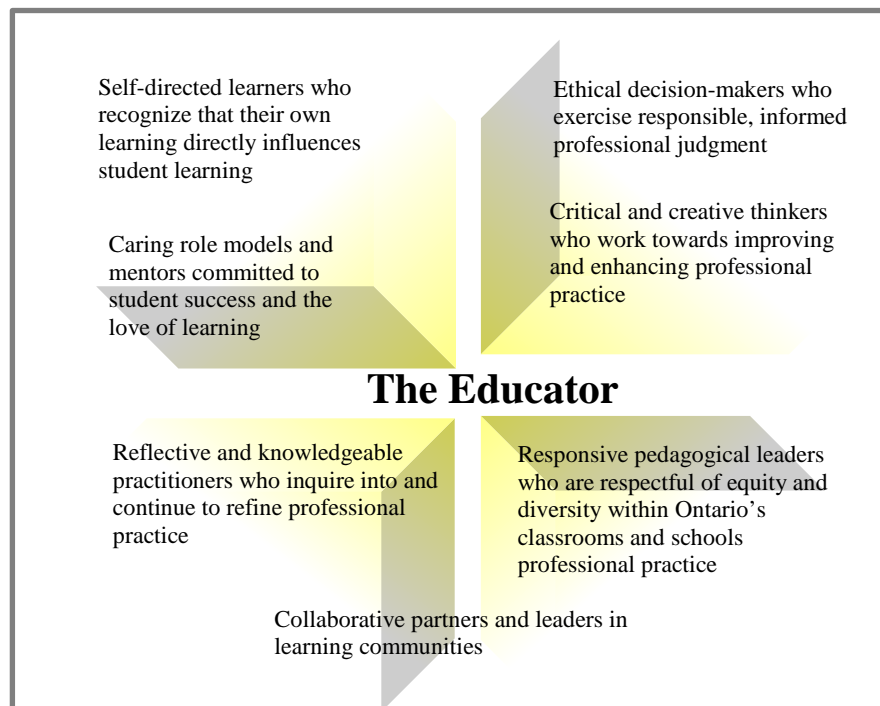 Self-directed learners who
recognize that their own
learning directly influences
student learning
Ethical decision-makers who
exercise responsible, informed
professional judgment
Caring role models and
mentors committed to
student success and the
love of learning
Critical and creative thinkers
who work towards improving
and enhancing professional
practice
The Educator
Reflective and knowledgeable
practitioners who inquire into and
continue to refine professional
practice
Responsive pedagogical leaders
who are respectful of equity and
diversity within Ontario’s
classrooms and schools
professional practice
Collaborative partners and leaders in
learning communities